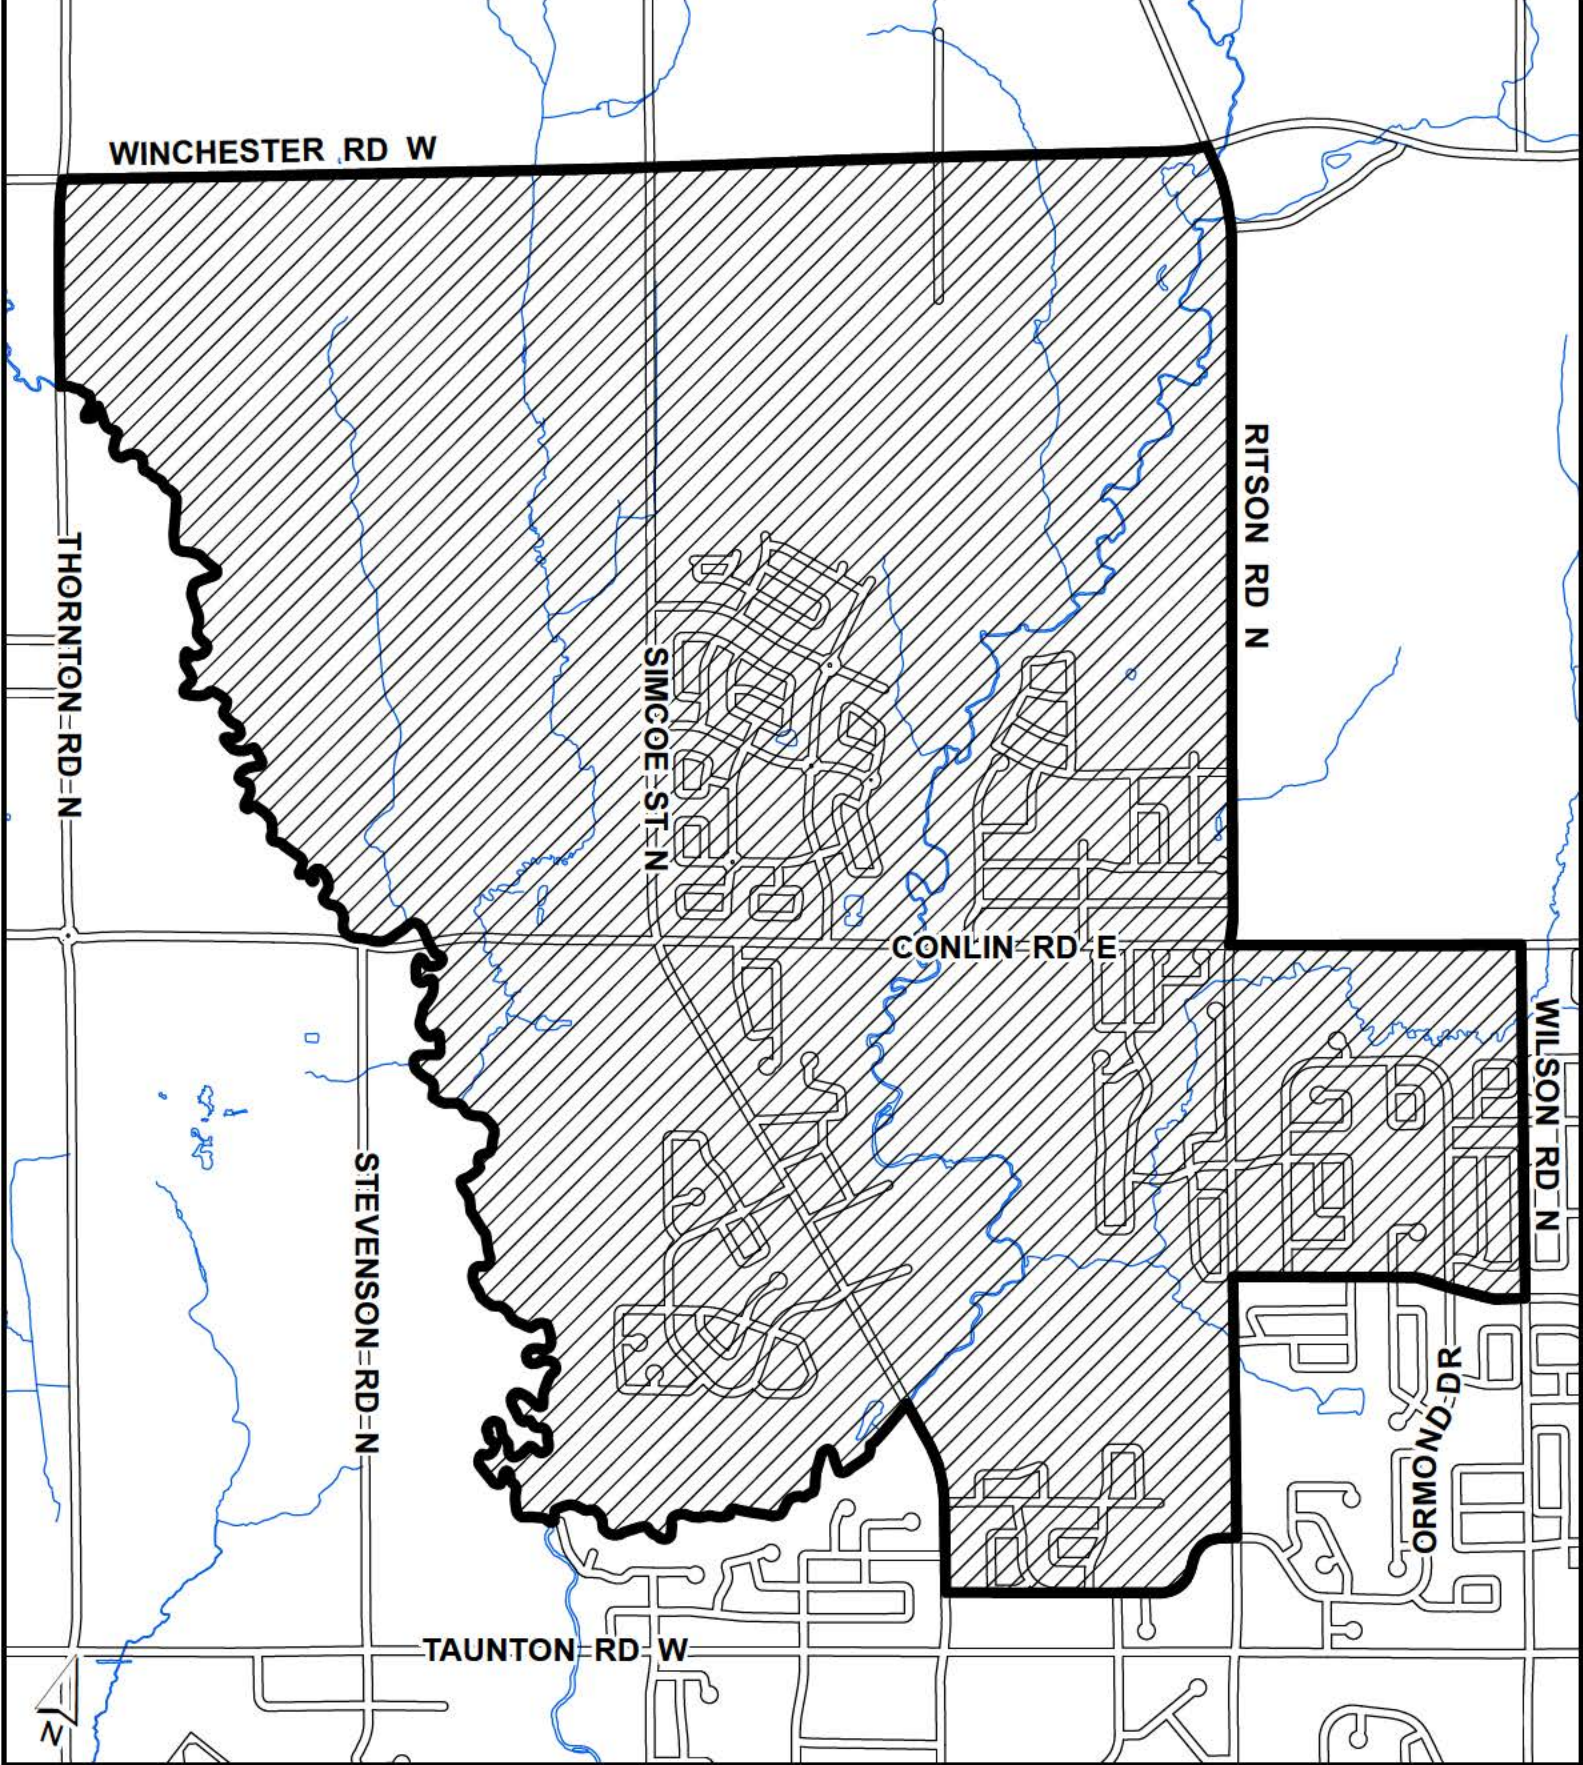 WINCHESTER RD W
RITSON RD N
THORNTON RD N
SIMCOE ST N
CONLIN RD E
WILSON RD N
STEVENSON RD N
ORMOND DR
TAUNTON RD W
N